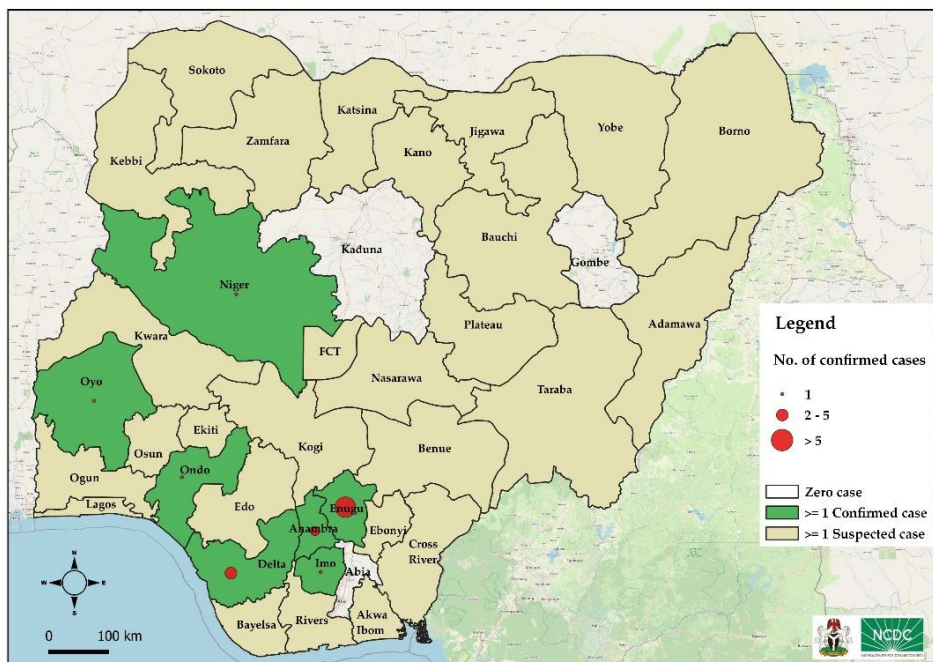 Sokoto
Katsina
Yobe
Borno
Jigawa
Zamfara
Kano
Kebbi
Bauchi
Kaduna
Gombe
Niger
Adamawa
Plateau
Kwara
FCT
Nasarawa
Taraba
Oyo
Ekiti
Kogi
Benue
Osun
Ondo
Ogun
Lagos
Edo
Enugu
Anambra
Ebonyi
Cross
River
Delta
Imo
Abia
Bayelsa
Rivers
Akwa
Ibom
Legend
No. of confirmed cases
1
2 - 5
> 5
Zero case
>= 1 Confirmed case
>= 1 Suspected case
N
W E
S
0 100 km
NCDC